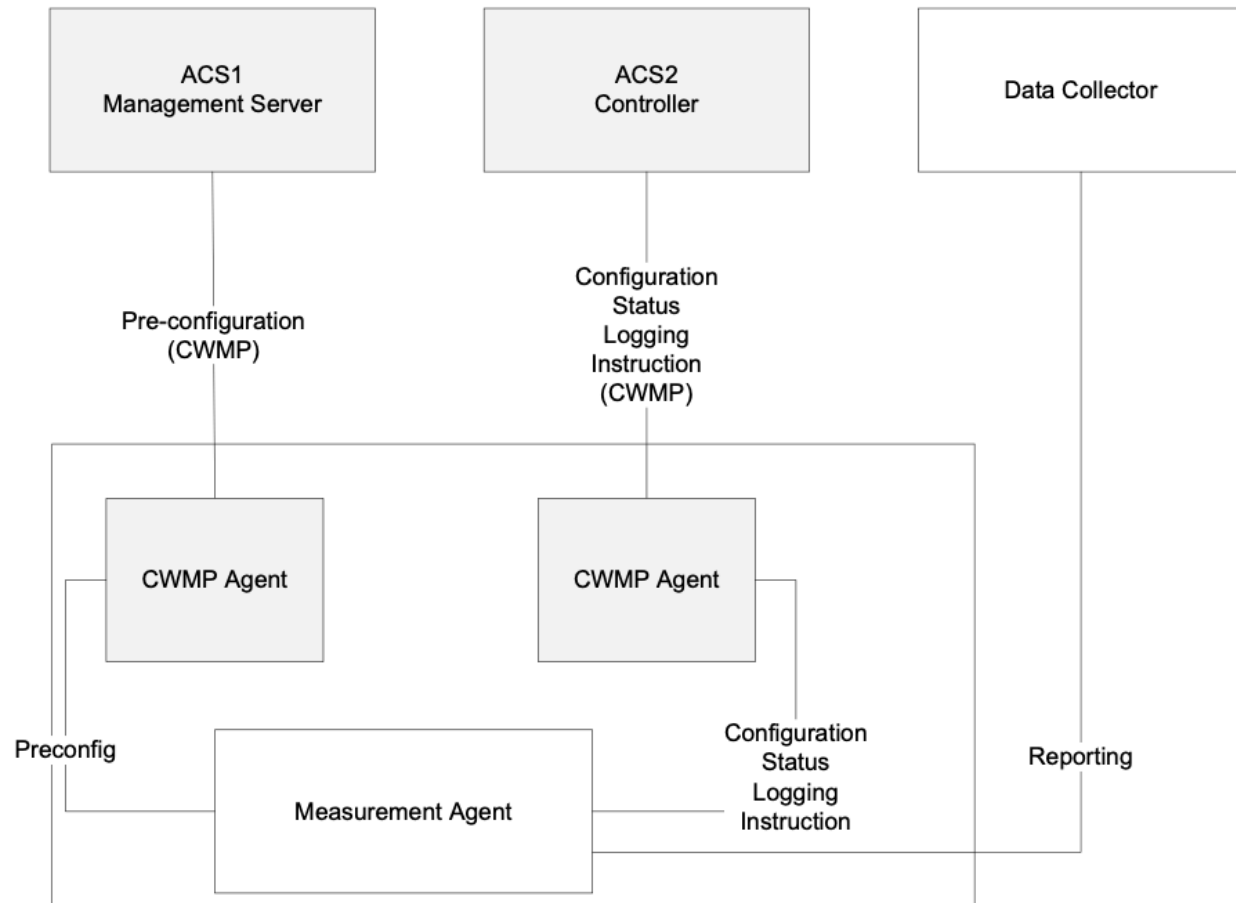 ACS1
Management Server
ACS2
Controller
Data Collector
Pre-configuration
(CWMP)
Configuration
Status
Logging
Instruction
(CWMP)
CWMP Agent
CWMP Agent
Preconfig
Measurement Agent
Configuration
Status
Logging
Instruction
Reporting